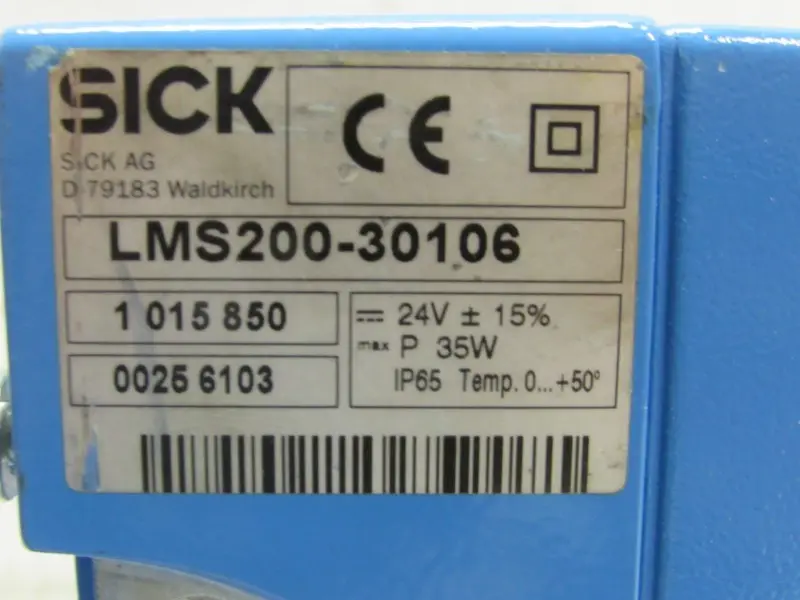 SICK
SICK AG
D-79183 Waldkirch
CE
LMS200-30106
1 015 850
0025 6103
24V ± 15%
max P 35W
IP65 Temp. 0...+50°